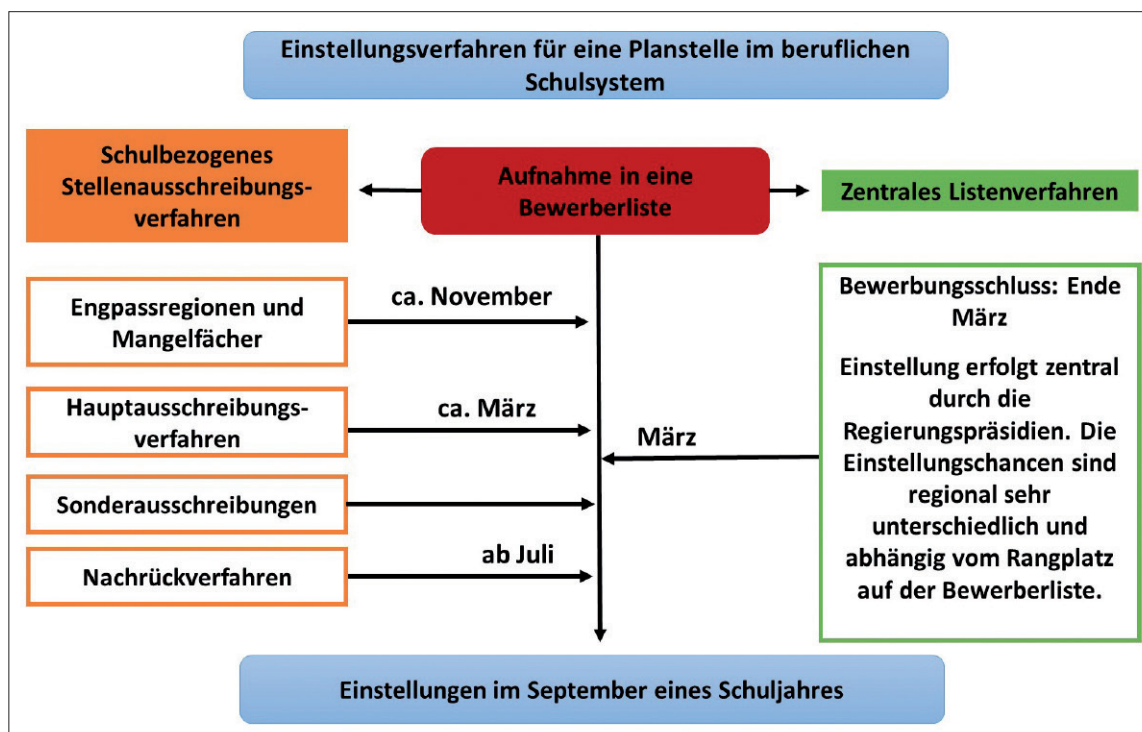 Einstellungsverfahren für eine Planstelle im beruflichen
Schulsystem
Schulbezogenes
Stellenausschreibungs-
verfahren
Aufnahme in eine
Bewerberliste
Zentrales Listenverfahren
Engpassregionen und
Mangelfächer
ca. November
Hauptausschreibungs-
verfahren
ca. März
Sonderausschreibungen
Nachrückverfahren
ab Juli
März
Bewerbungsschluss: Ende
März
Einstellung erfolgt zentral
durch die
Regierungspräsidien. Die
Einstellungschancen sind
regional sehr
unterschiedlich und
abhängig vom Rangplatz
auf der Bewerberliste.
Einstellungen im September eines Schuljahres